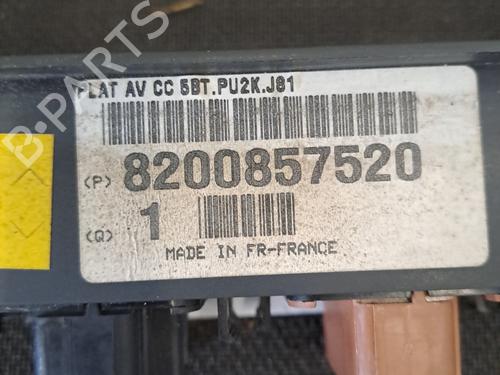 PLAT AV CC 5BT.PU2K.J81
(P) 8200857520
(Q) 1
MADE IN FR-FRANCE
B-PARTS